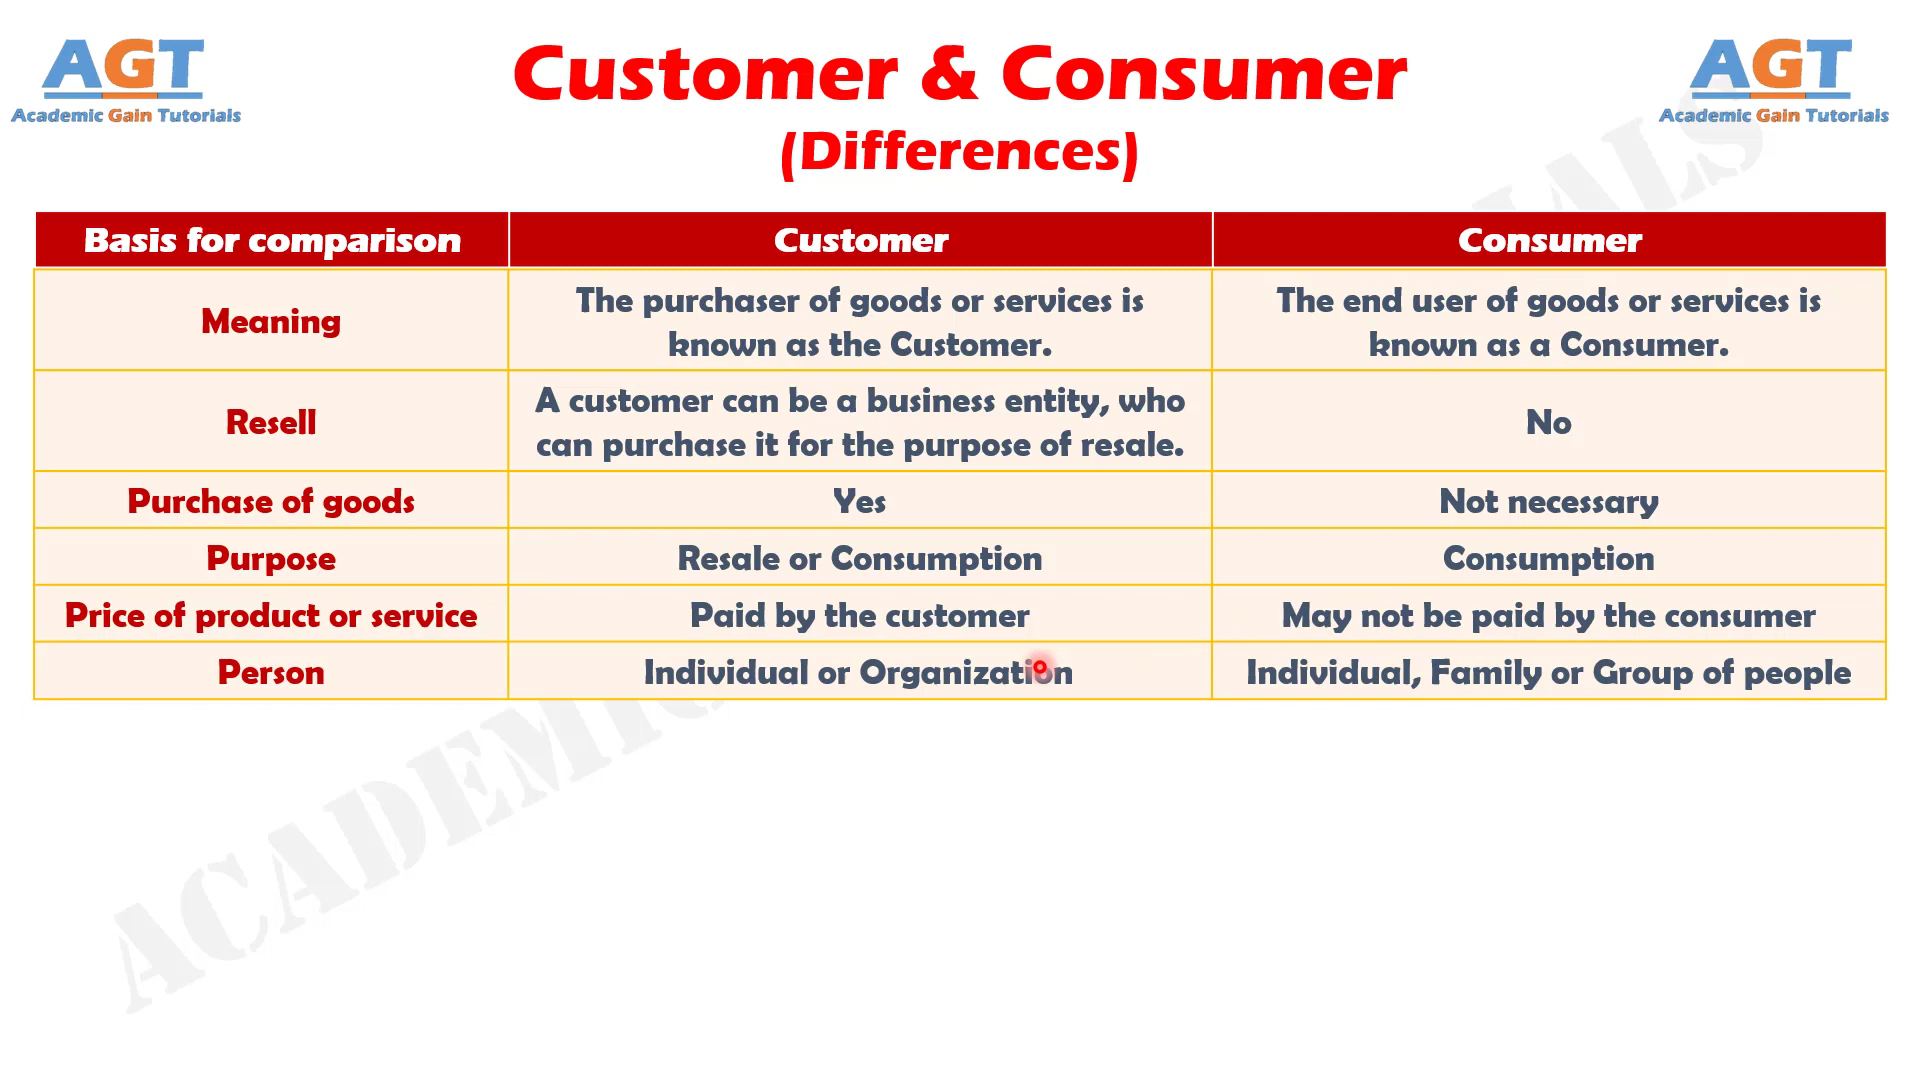 AGT
Academic Gain Tutorials
Customer & Consumer
(Differences)
AGT
Academic Gain Tutorials
Basis for comparison
Customer
Consumer
Meaning
The purchaser of goods or services is
known as the Customer.
The end user of goods or services is
known as a Consumer.
Resell
A customer can be a business entity, who
can purchase it for the purpose of resale.
No
Purchase of goods
Yes
Not necessary
Purpose
Resale or Consumption
Consumption
Price of product or service
Paid by the customer
May not be paid by the consumer
Person
Individual or Organization
Individual, Family or Group of people